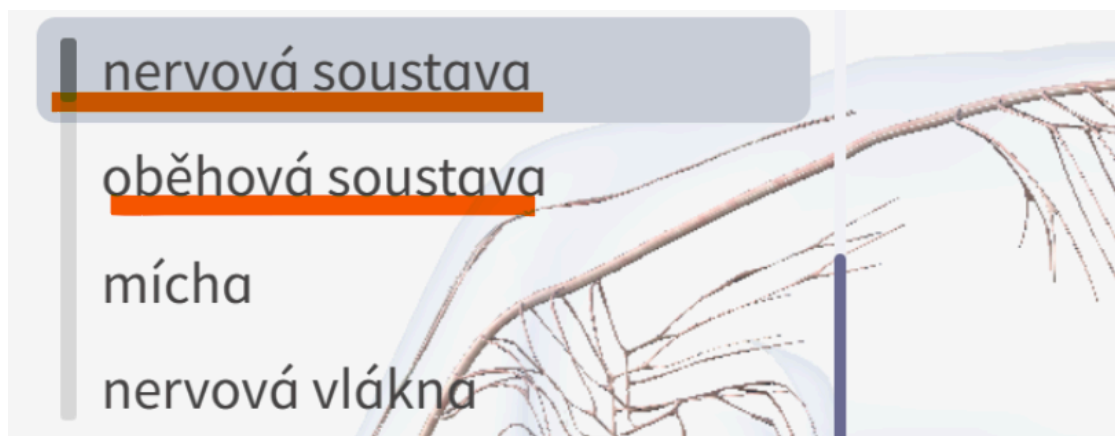 nervová soustava
oběhová soustava
mícha
nervová vlákna